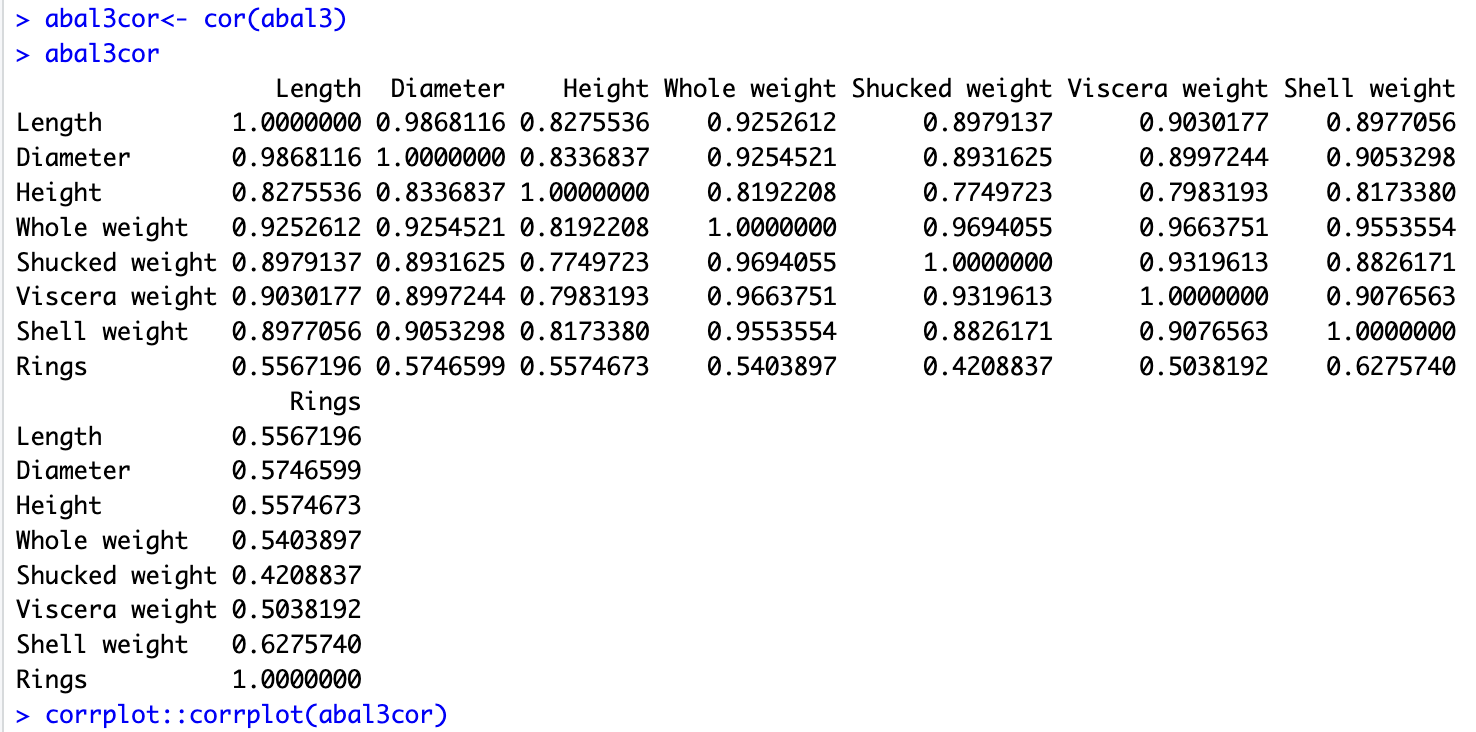 > abal3cor<- cor(abal3)
> abal3cor
                  Length  Diameter    Height Whole weight Shucked weight Viscera weight Shell weight
Length         1.0000000 0.9868116 0.8275536    0.9252612      0.8979137      0.9030177    0.8977056
Diameter       0.9868116 1.0000000 0.8336837    0.9254521      0.8931625      0.8997244    0.9053298
Height         0.8275536 0.8336837 1.0000000    0.8192208      0.7749723      0.7983193    0.8173380
Whole weight   0.9252612 0.9254521 0.8192208    1.0000000      0.9694055      0.9663751    0.9553554
Shucked weight 0.8979137 0.8931625 0.7749723    0.9694055      1.0000000      0.9319613    0.8826171
Viscera weight 0.9030177 0.8997244 0.7983193    0.9663751      0.9319613      1.0000000    0.9076563
Shell weight   0.8977056 0.9053298 0.8173380    0.9553554      0.8826171      0.9076563    1.0000000
Rings          0.5567196 0.5746599 0.5574673    0.5403897      0.4208837      0.5038192    0.6275740
                   Rings
Length         0.5567196
Diameter       0.5746599
Height         0.5574673
Whole weight   0.5403897
Shucked weight 0.4208837
Viscera weight 0.5038192
Shell weight   0.6275740
Rings          1.0000000
> corrplot::corrplot(abal3cor)